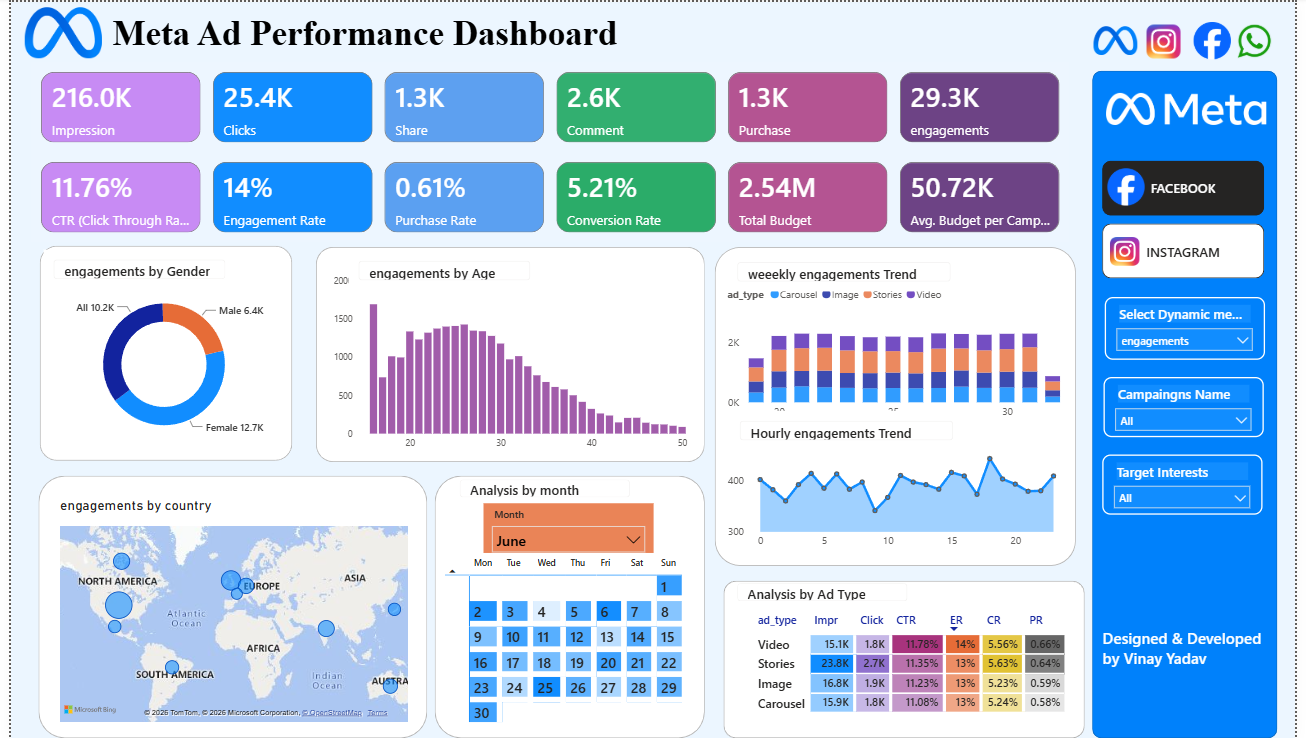 Meta Ad Performance Dashboard
216.0K
Impression
25.4K
Clicks
1.3K
Share
2.6K
Comment
1.3K
Purchase
29.3K
engagements
11.76%
CTR (Click Through Ra...
14%
Engagement Rate
0.61%
Purchase Rate
5.21%
Conversion Rate
2.54M
Total Budget
50.72K
Avg. Budget per Camp...
Meta
FACEBOOK
INSTAGRAM
Select Dynamic me...
engagements
Campaingns Name
All
Target Interests
All
Designed & Developed
by Vinay Yadav
engagements by Gender
All 10.2K
Male 6.4K
Female 12.7K
engagements by Age
2000
1500
1000
500
0
20 30 40 50
weeekly engagements Trend
ad_type Carousel Image Stories Video
2K
0K
20 25 30
Hourly engagements Trend
400
300
0 5 10 15 20
engagements by country
NORTH AMERICA
EUROPE
ASIA
Atlantic
Ocean
AFRICA
SOUTH AMERICA
Indian
Ocean
AUSTRA
Microsoft Bing
© 2026 TomTom, © 2026 Microsoft Corporation, © OpenStreetMap Terms
Analysis by month
Month
June
Mon Tue Wed Thu Fri Sat Sun
1
2 3 4 5 6 7 8
9 10 11 12 13 14 15
16 17 18 19 20 21 22
23 24 25 26 27 28 29
30
Analysis by Ad Type
ad_type Impr Click CTR ER CR PR
Video 15.1K 1.8K 11.78% 14% 5.56% 0.66%
Stories 23.8K 2.7K 11.35% 13% 5.63% 0.64%
Image 16.8K 1.9K 11.23% 13% 5.23% 0.59%
Carousel 15.9K 1.8K 11.08% 13% 5.24% 0.58%